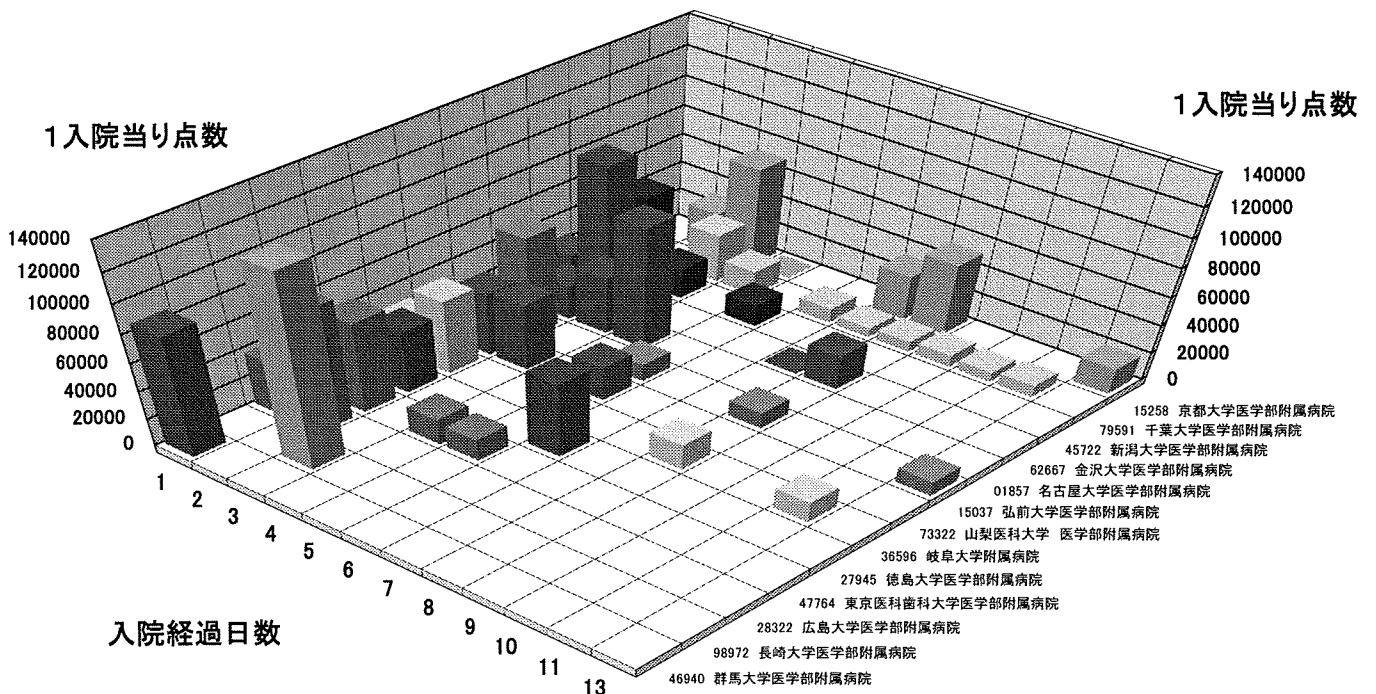 1入院当り点数
1入院当り点数
140000
120000
100000
80000
60000
40000
20000
0
140000
120000
100000
80000
60000
40000
20000
0
1
2
3
4
5
6
7
8
9
10
11
13
入院経過日数
15258 京都大学医学部附属病院
79591 千葉大学医学部附属病院
45722 新潟大学医学部附属病院
62667 金沢大学医学部附属病院
01857 名古屋大学医学部附属病院
15037 弘前大学医学部附属病院
73322 山梨医科大学 医学部附属病院
36596 岐阜大学附属病院
27945 徳島大学医学部附属病院
47764 東京医科歯科大学医学部附属病院
28322 広島大学医学部附属病院
98972 長崎大学医学部附属病院
46940 群馬大学医学部附属病院